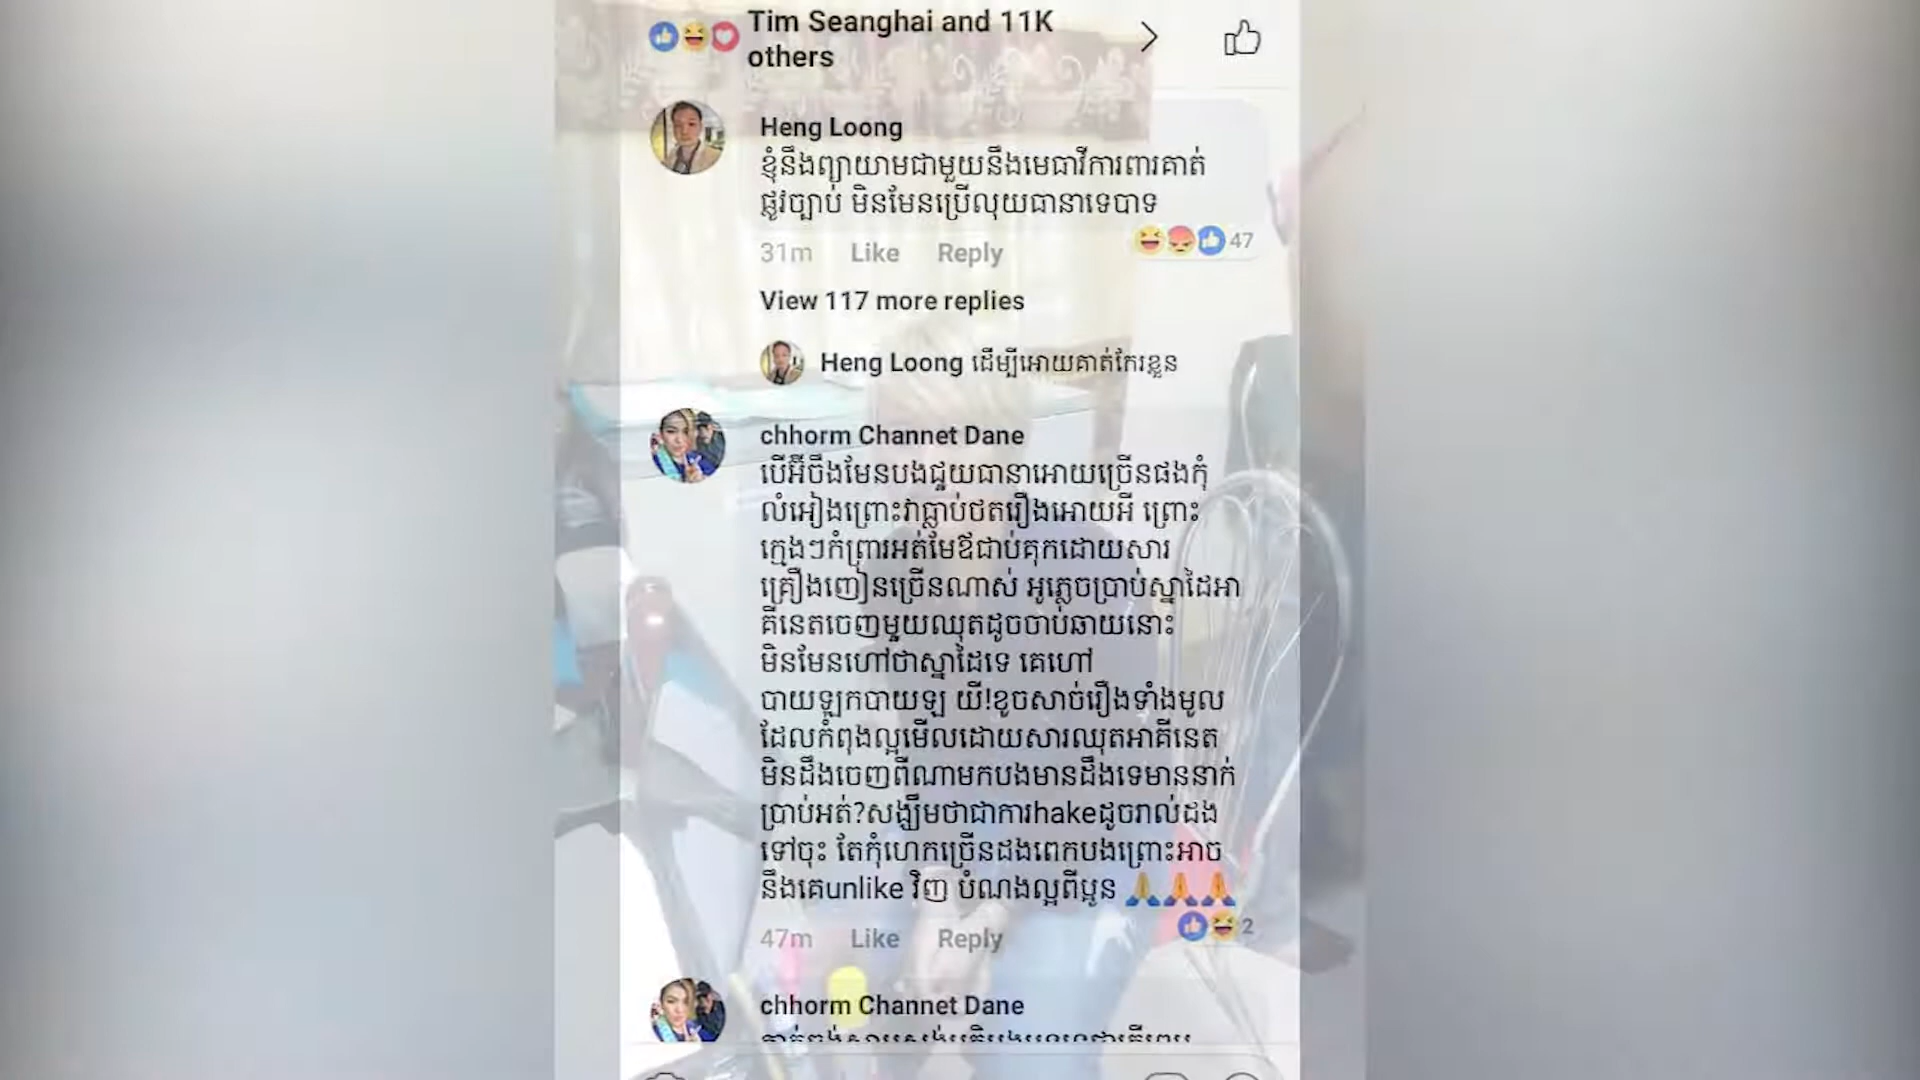 Tim Seanghai and 11K
others
Heng Loong
ខ្ញុំនឹងព្យាយាមជាមួយនឹងមេធាវីការពារគាត់
ផ្លូវច្បាប់ មិនមែនប្រើលុយធានាទេបាទ
31m Like Reply 47
View 117 more replies
Heng Loong ដើម្បីអោយគាត់កែរខ្លួន
chhorm Channet Dane
បើអ៊ីចឹងមែនបងជួយធានាអោយច្រើនផងកុំ
លំអៀងព្រោះវាធ្លាប់ថតរឿងអោយអី ព្រោះ
ក្មេងៗកំព្រារអត់មែឪជាប់គុកដោយសារ
គ្រឿងញៀនច្រើនណាស់ អូភ្លេចប្រាប់ស្នាដៃអា
គីនេតចេញមួយឈុតដូចចាប់ឆាយនោះ
មិនមែនហៅថាស្នាដៃទេ គេហៅ
បាយឡុកបាយឡ យី!ខូចសាច់រឿងទាំងមូល
ដែលកំពុងល្អមើលដោយសារឈុតអាគីនេត
មិនដឹងចេញពីណាមកបងមានដឹងទេមាននាក់
ប្រាប់អត់?សង្ឃឹមថាជាការhakeដូចរាល់ដង
ទៅចុះ តែកុំហេកច្រើនដងពេកបងព្រោះអាច
នឹងគេunlike វិញ បំណងល្អពីប្អូន 🙏🙏🙏
47m Like Reply 2
chhorm Channet Dane